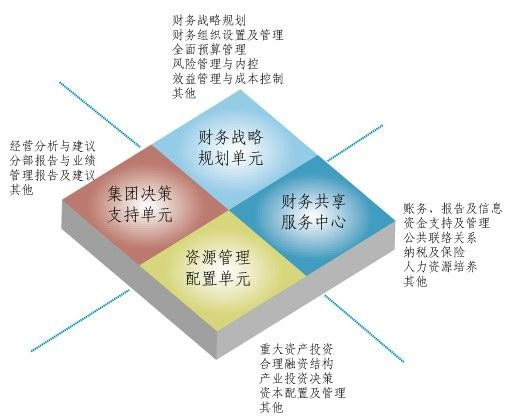 财务战略规划
财务组织设置及管理
全面预算管理
风险管理与内控
效益管理与成本控制
其他
财务战略
规划单元
经营分析与建议
分部报告与业绩
管理报告及建议
其他
集团决策
支持单元
财务共享
服务中心
账务、报告及信息
资金支持及管理
公共联络关系
纳税及保险
人力资源培养
其他
资源管理
配置单元
重大资产投资
合理融资结构
产业投资决策
资本配置及管理
其他